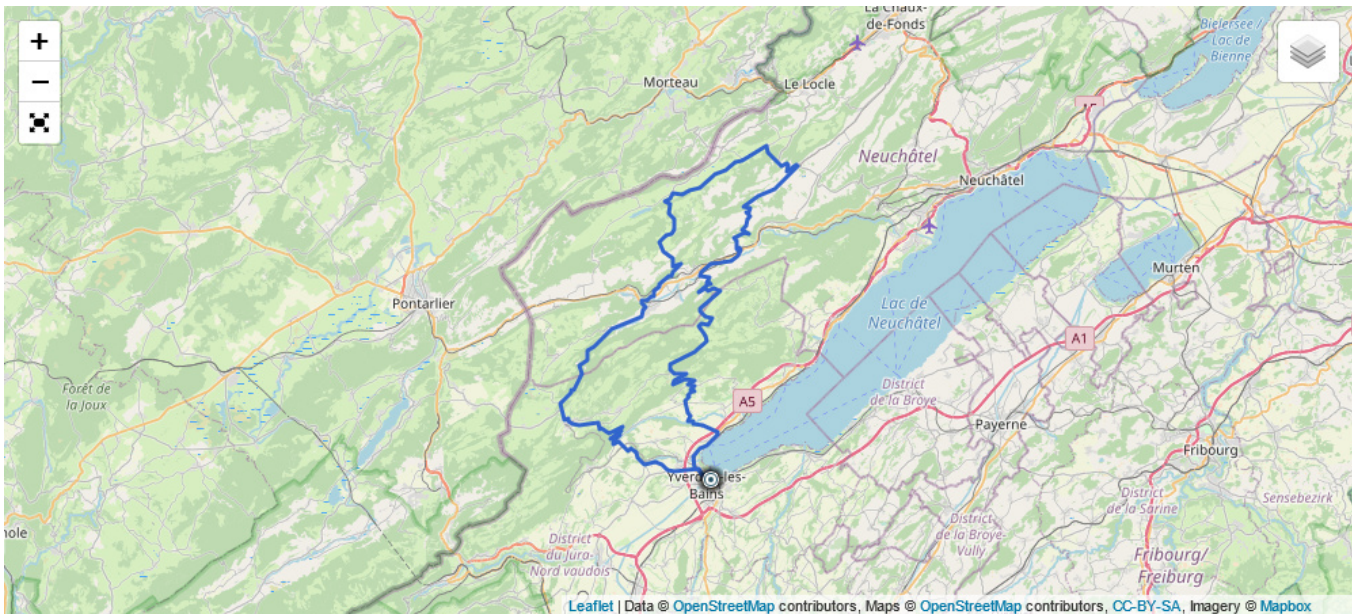 La Chaux-
de-Fonds
Bielersee /
Lac de
Bienne
+
−
Morteau
Le Locle
A5
Neuchâtel
Neuchâtel
Murten
Pontarlier
Lac de
Neuchâtel
A1
Forêt de
la Joux
A5
District
de la Broye
Payerne
Fribourg
Yverdon-les-
Bains
Sensebezirk
District
de la Sarine
District
de la Broye-
Vully
District
du Jura-
Nord vaudois
Fribourg/
Freiburg
nole
Leaflet | Data © OpenStreetMap contributors, Maps © OpenStreetMap contributors, CC-BY-SA, Imagery © Mapbox